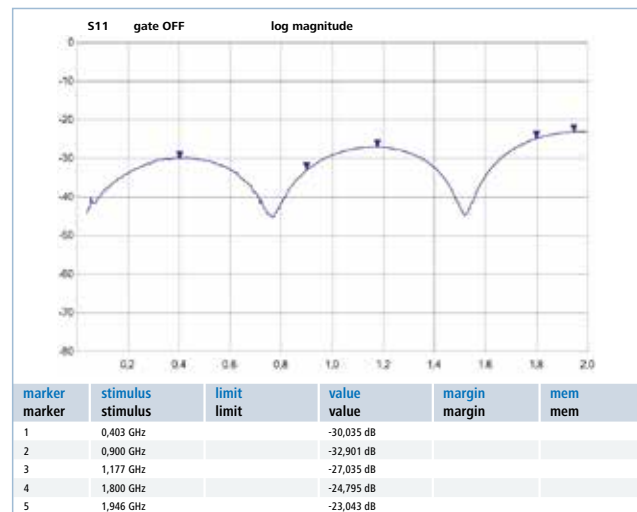 S11 gate OFF log magnitude
0
-10
-20
-30
-40
-50
-60
-70
-80
0,2 0,4 0,6 0,8 1,0 1,2 1,4 1,6 1,8 2,0
marker stimulus limit value margin mem
marker stimulus limit value margin mem
1 0,403 GHz -30,035 dB
2 0,900 GHz -32,901 dB
3 1,177 GHz -27,035 dB
4 1,800 GHz -24,795 dB
5 1,946 GHz -23,043 dB